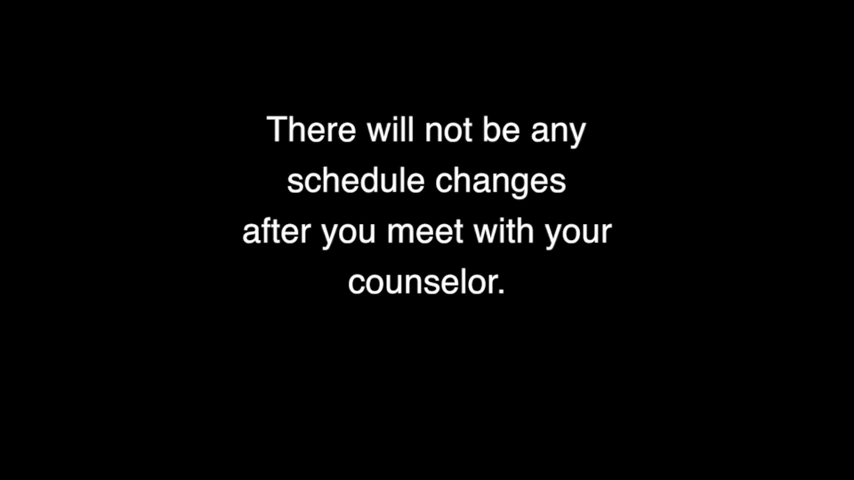 There will not be any
schedule changes
after you meet with your
counselor.